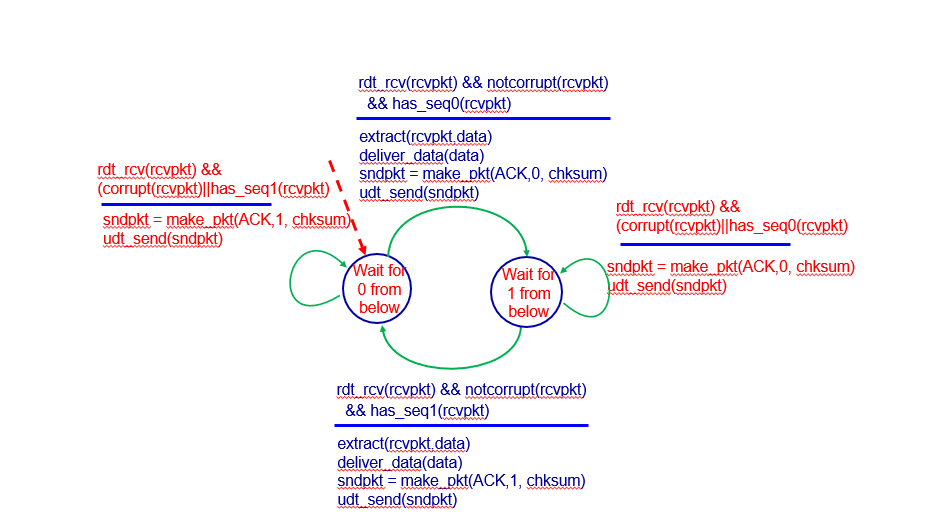 rdt_rcv(rcvpkt) && notcorrupt(rcvpkt)
&& has_seq0(rcvpkt)
extract(rcvpkt,data)
deliver_data(data)
sndpkt = make_pkt(ACK,0, chksum)
udt_send(sndpkt)
rdt_rcv(rcvpkt) &&
(corrupt(rcvpkt)||has_seq1(rcvpkt)
sndpkt = make_pkt(ACK,1, chksum)
udt_send(sndpkt)
rdt_rcv(rcvpkt) &&
(corrupt(rcvpkt)||has_seq0(rcvpkt)
sndpkt = make_pkt(ACK,0, chksum)
udt_send(sndpkt)
Wait for
0 from
below
Wait for
1 from
below
rdt_rcv(rcvpkt) && notcorrupt(rcvpkt)
&& has_seq1(rcvpkt)
extract(rcvpkt,data)
deliver_data(data)
sndpkt = make_pkt(ACK,1, chksum)
udt_send(sndpkt)